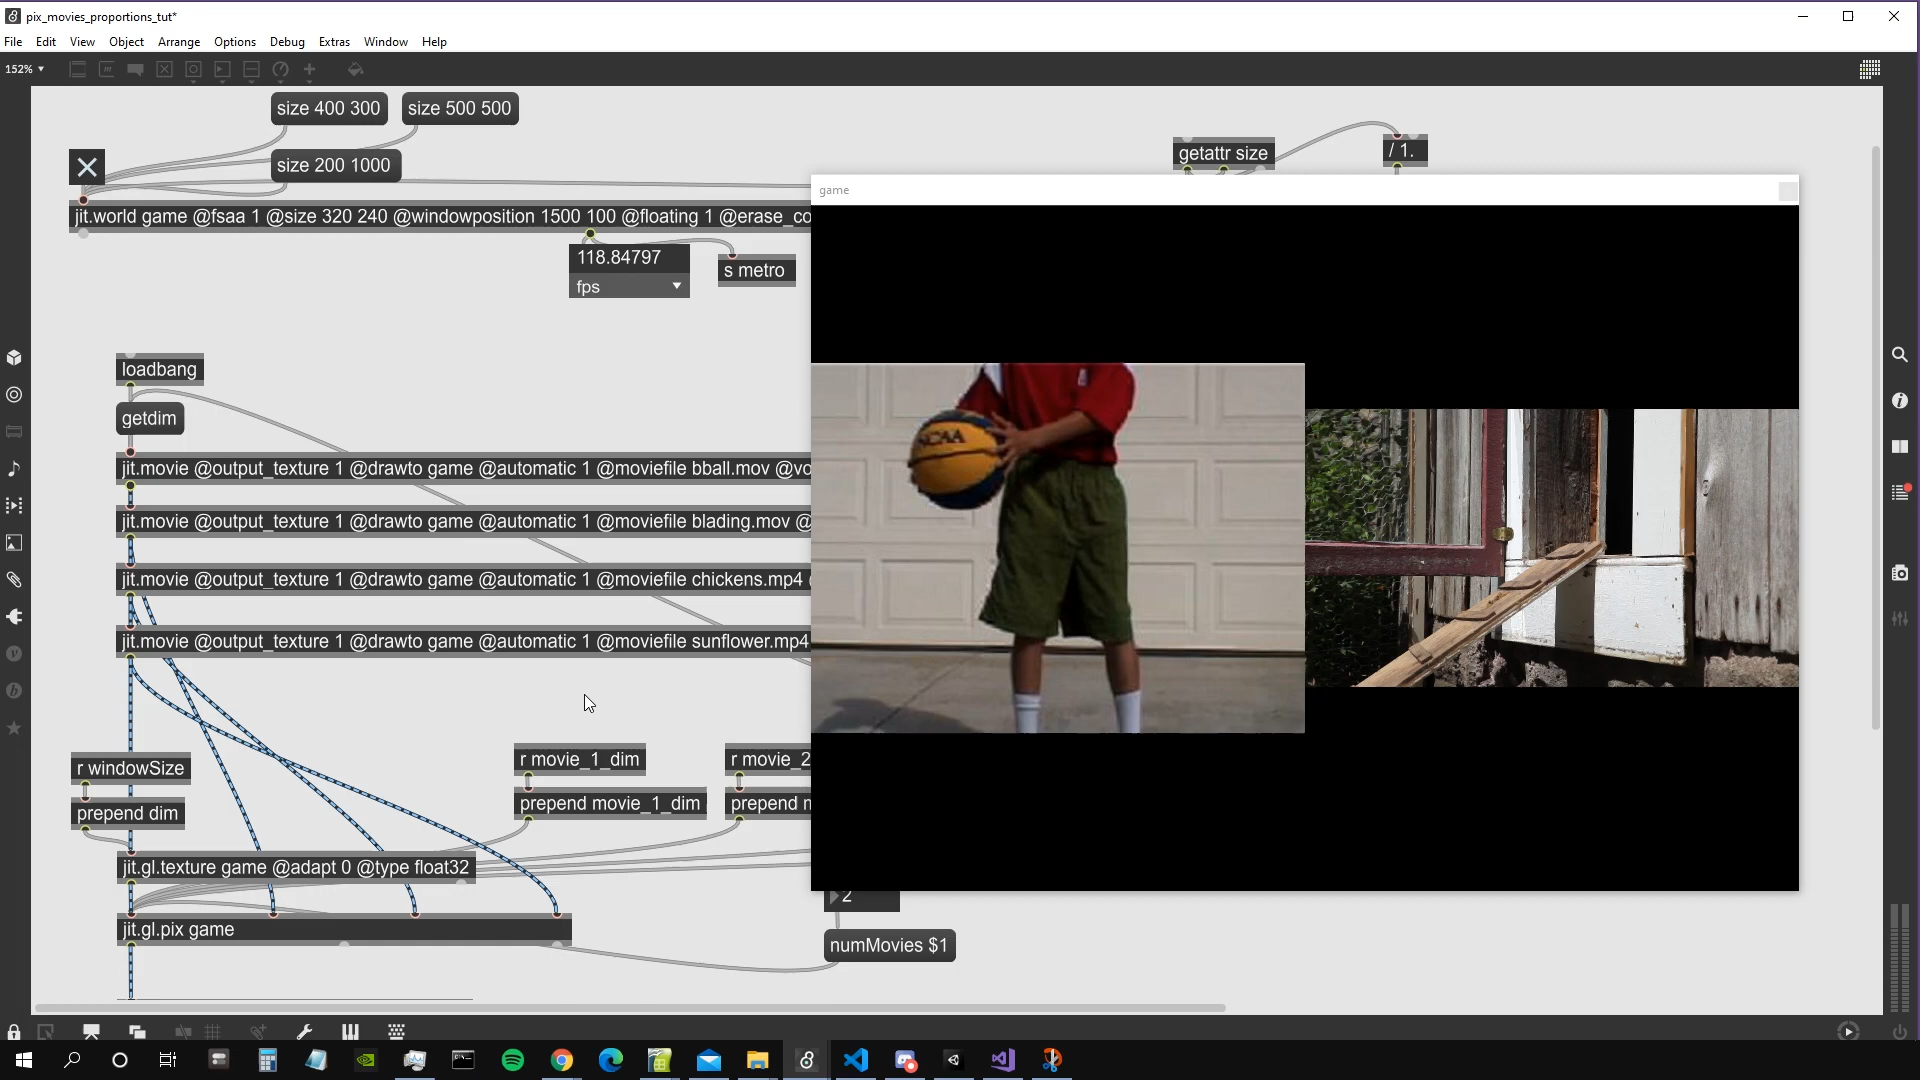 pix_movies_proportions_tut*
File Edit View Object Arrange Options Debug Extras Window Help
152%
size 400 300
size 500 500
size 200 1000
getattr size
/ 1.
game
jit.world game @fsaa 1 @size 320 240 @windowposition 1500 100 @floating 1 @erase_co
118.84797
fps
s metro
loadbang
getdim
jit.movie @output_texture 1 @drawto game @automatic 1 @moviefile bball.mov @vo
jit.movie @output_texture 1 @drawto game @automatic 1 @moviefile blading.mov @
jit.movie @output_texture 1 @drawto game @automatic 1 @moviefile chickens.mp4
jit.movie @output_texture 1 @drawto game @automatic 1 @moviefile sunflower.mp4
NCAA
r windowSize
prepend dim
r movie_1_dim
prepend movie_1_dim
r movie_2
prepend m
jit.gl.texture game @adapt 0 @type float32
jit.gl.pix game
2
numMovies $1